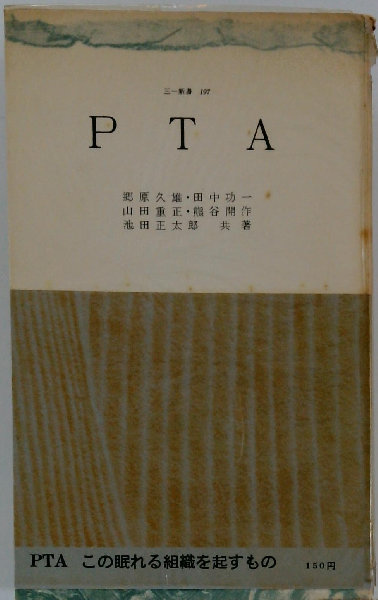 三一新書 197
PTA
郷原久雄・田中功一
山田重正・熊谷開作
池田正太郎 共著
PTA この眠れる組織を起すもの 150円